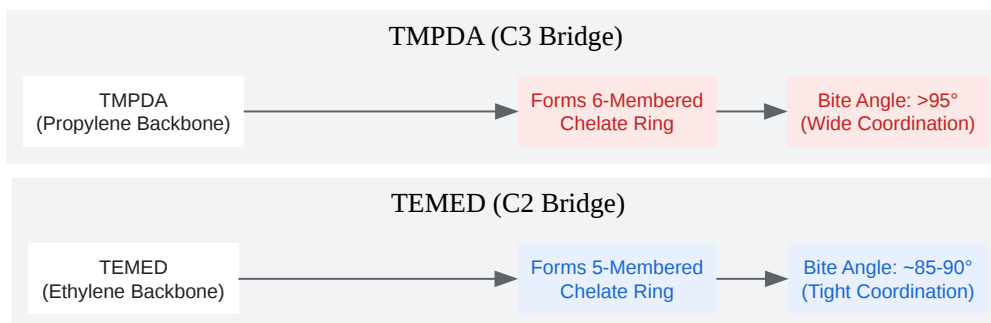 TMPDA (C3 Bridge)
TMPDA
(Propylene Backbone)
Forms 6-Membered
Chelate Ring
Bite Angle: >95°
(Wide Coordination)
TEMED (C2 Bridge)
TEMED
(Ethylene Backbone)
Forms 5-Membered
Chelate Ring
Bite Angle: ~85-90°
(Tight Coordination)